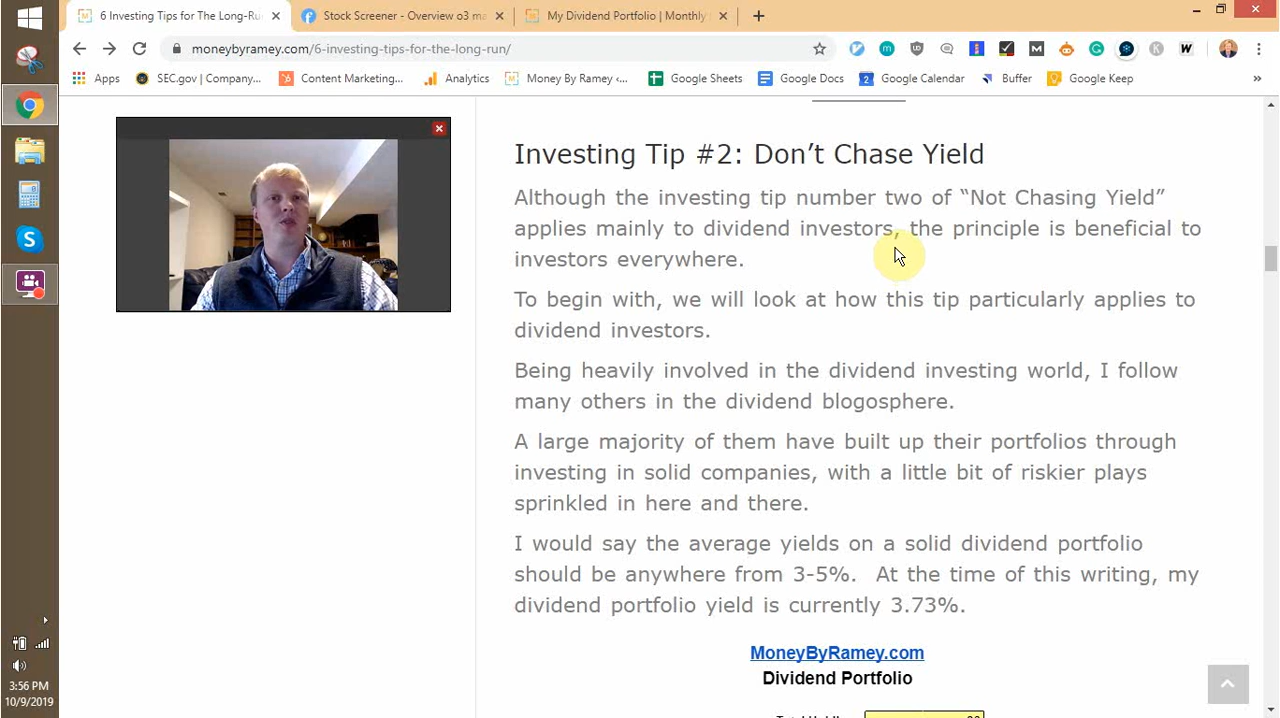 6 Investing Tips for The Long-Ru
Stock Screener - Overview o3 ma
My Dividend Portfolio | Monthly
moneybyramey.com/6-investing-tips-for-the-long-run/
Apps
SEC.gov | Company...
Content Marketing...
Analytics
Money By Ramey <...
Google Sheets
Google Docs
2
Google Calendar
Buffer
Google Keep
»
Investing Tip #2: Don’t Chase Yield
Although the investing tip number two of “Not Chasing Yield”
applies mainly to dividend investors, the principle is beneficial to
investors everywhere.
To begin with, we will look at how this tip particularly applies to
dividend investors.
Being heavily involved in the dividend investing world, I follow
many others in the dividend blogosphere.
A large majority of them have built up their portfolios through
investing in solid companies, with a little bit of riskier plays
sprinkled in here and there.
I would say the average yields on a solid dividend portfolio
should be anywhere from 3-5%.  At the time of this writing, my
dividend portfolio yield is currently 3.73%.
MoneyByRamey.com
Dividend Portfolio
3:56 PM
10/9/2019